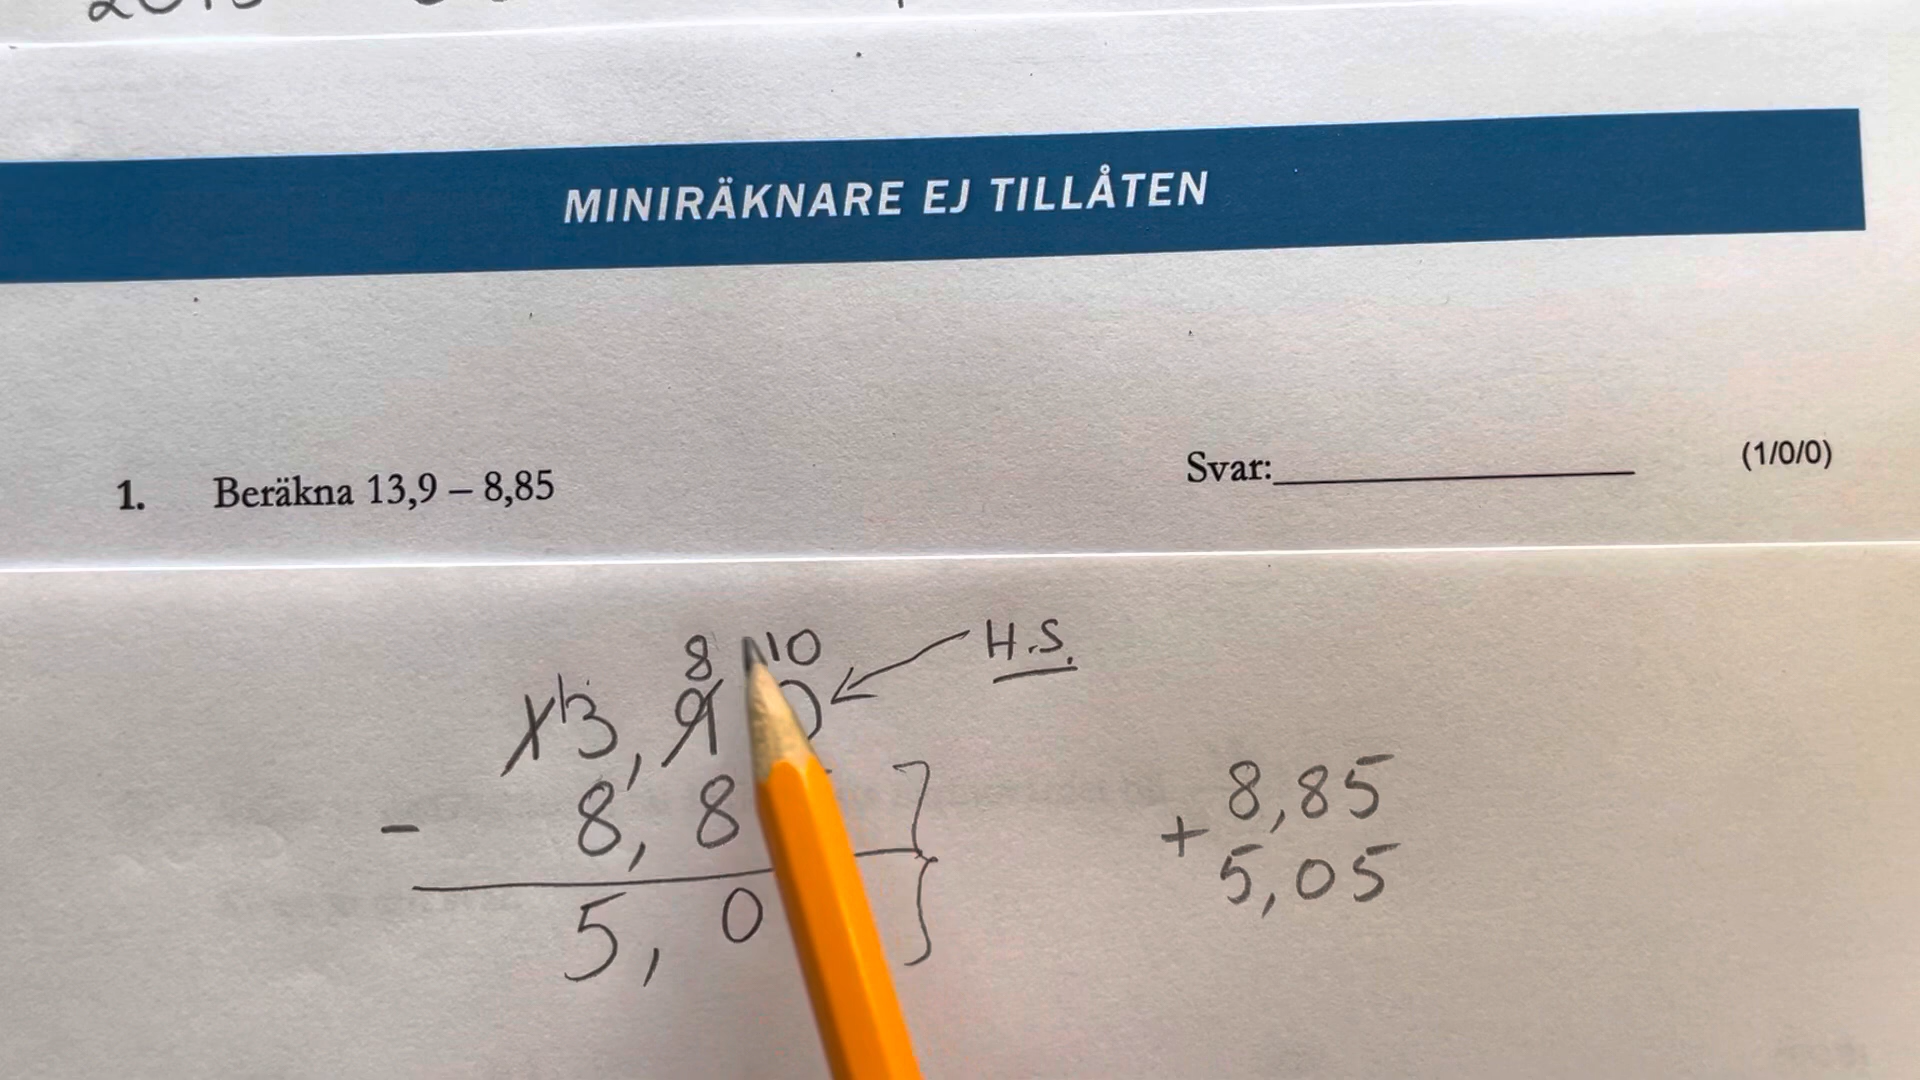 MINIRÄKNARE EJ TILLÅTEN
1. Beräkna 13,9 – 8,85 Svar: (1/0/0)
8 10 H.S.
13,9
- 8,8
5,0
8,85
+ 5,05